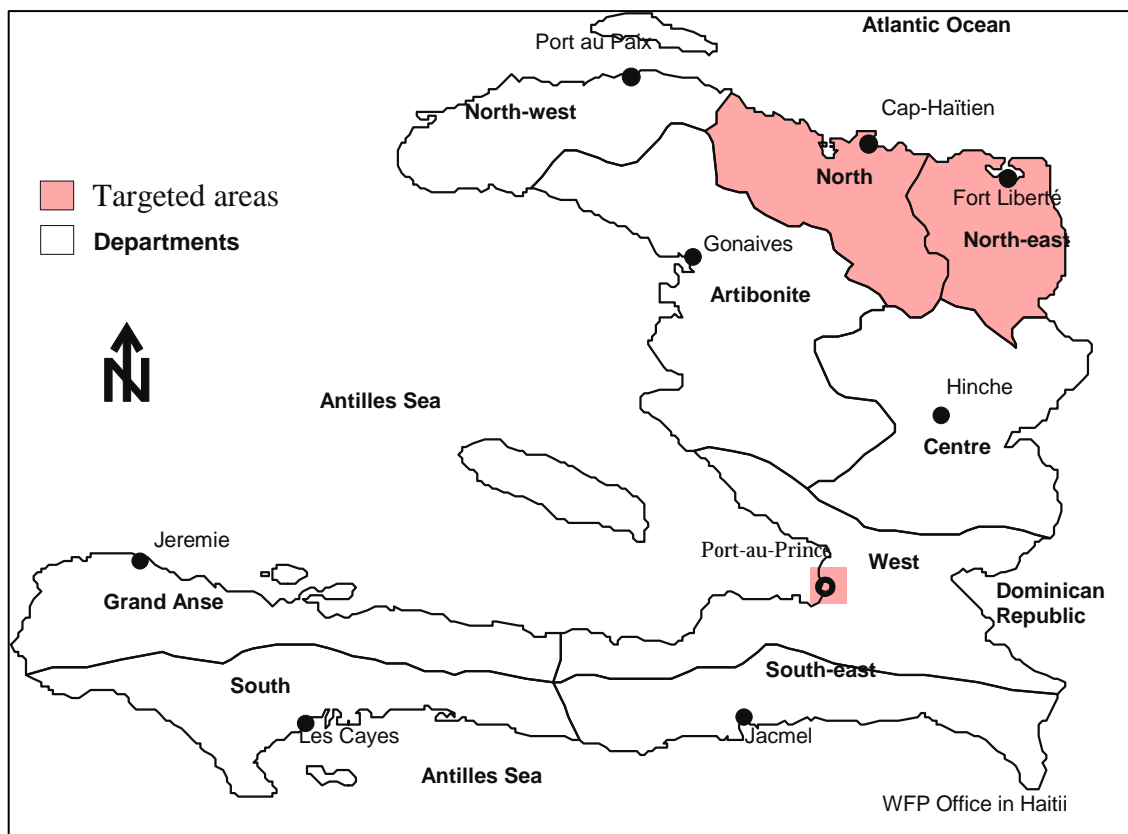 Atlantic Ocean
Port au Paix
North-west
Cap-Haïtien
North
Targeted areas
Fort Liberté
Departments
North-east
Gonaives
Artibonite
N
Hinche
Antilles Sea
Centre
Jeremie
Port-au-Prince
West
Grand Anse
Dominican
Republic
South-east
South
Les Cayes
Jacmel
Antilles Sea
WFP Office in Haitii